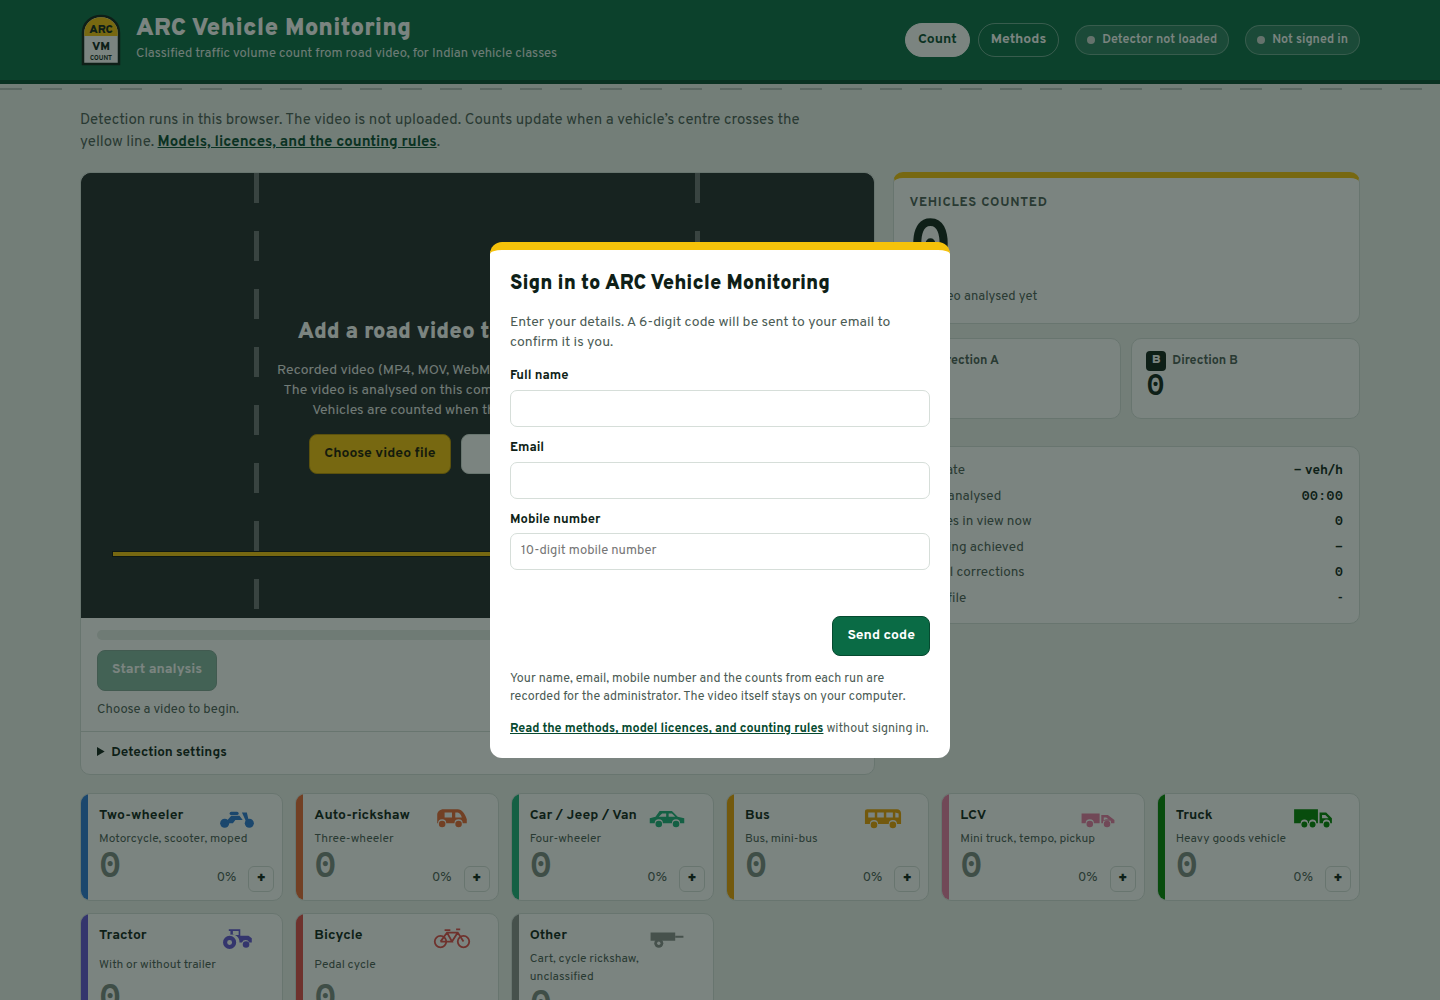 ARC
VM
COUNT
ARC Vehicle Monitoring
Classified traffic volume count from road video, for Indian vehicle classes
Count
Methods
Detector not loaded
Not signed in
Detection runs in this browser. The video is not uploaded. Counts update when a vehicle's centre crosses the
yellow line. Models, licences, and the counting rules.
Add a road video t
Recorded video (MP4, MOV, WebM
The video is analysed on this com
Vehicles are counted when th
Choose video file
Start analysis
Choose a video to begin.
Detection settings
VEHICLES COUNTED
0
eo analysed yet
rection A
B Direction B
0
ate – veh/h
analysed 00:00
es in view now 0
ng achieved –
l corrections 0
file -
Sign in to ARC Vehicle Monitoring
Enter your details. A 6-digit code will be sent to your email to
confirm it is you.
Full name
Email
Mobile number
10-digit mobile number
Send code
Your name, email, mobile number and the counts from each run are
recorded for the administrator. The video itself stays on your computer.
Read the methods, model licences, and counting rules without signing in.
Two-wheeler
Motorcycle, scooter, moped
0 0% +
Auto-rickshaw
Three-wheeler
0 0% +
Car / Jeep / Van
Four-wheeler
0 0% +
Bus
Bus, mini-bus
0 0% +
LCV
Mini truck, tempo, pickup
0 0% +
Truck
Heavy goods vehicle
0 0% +
Tractor
With or without trailer
0
Bicycle
Pedal cycle
0
Other
Cart, cycle rickshaw,
unclassified
0